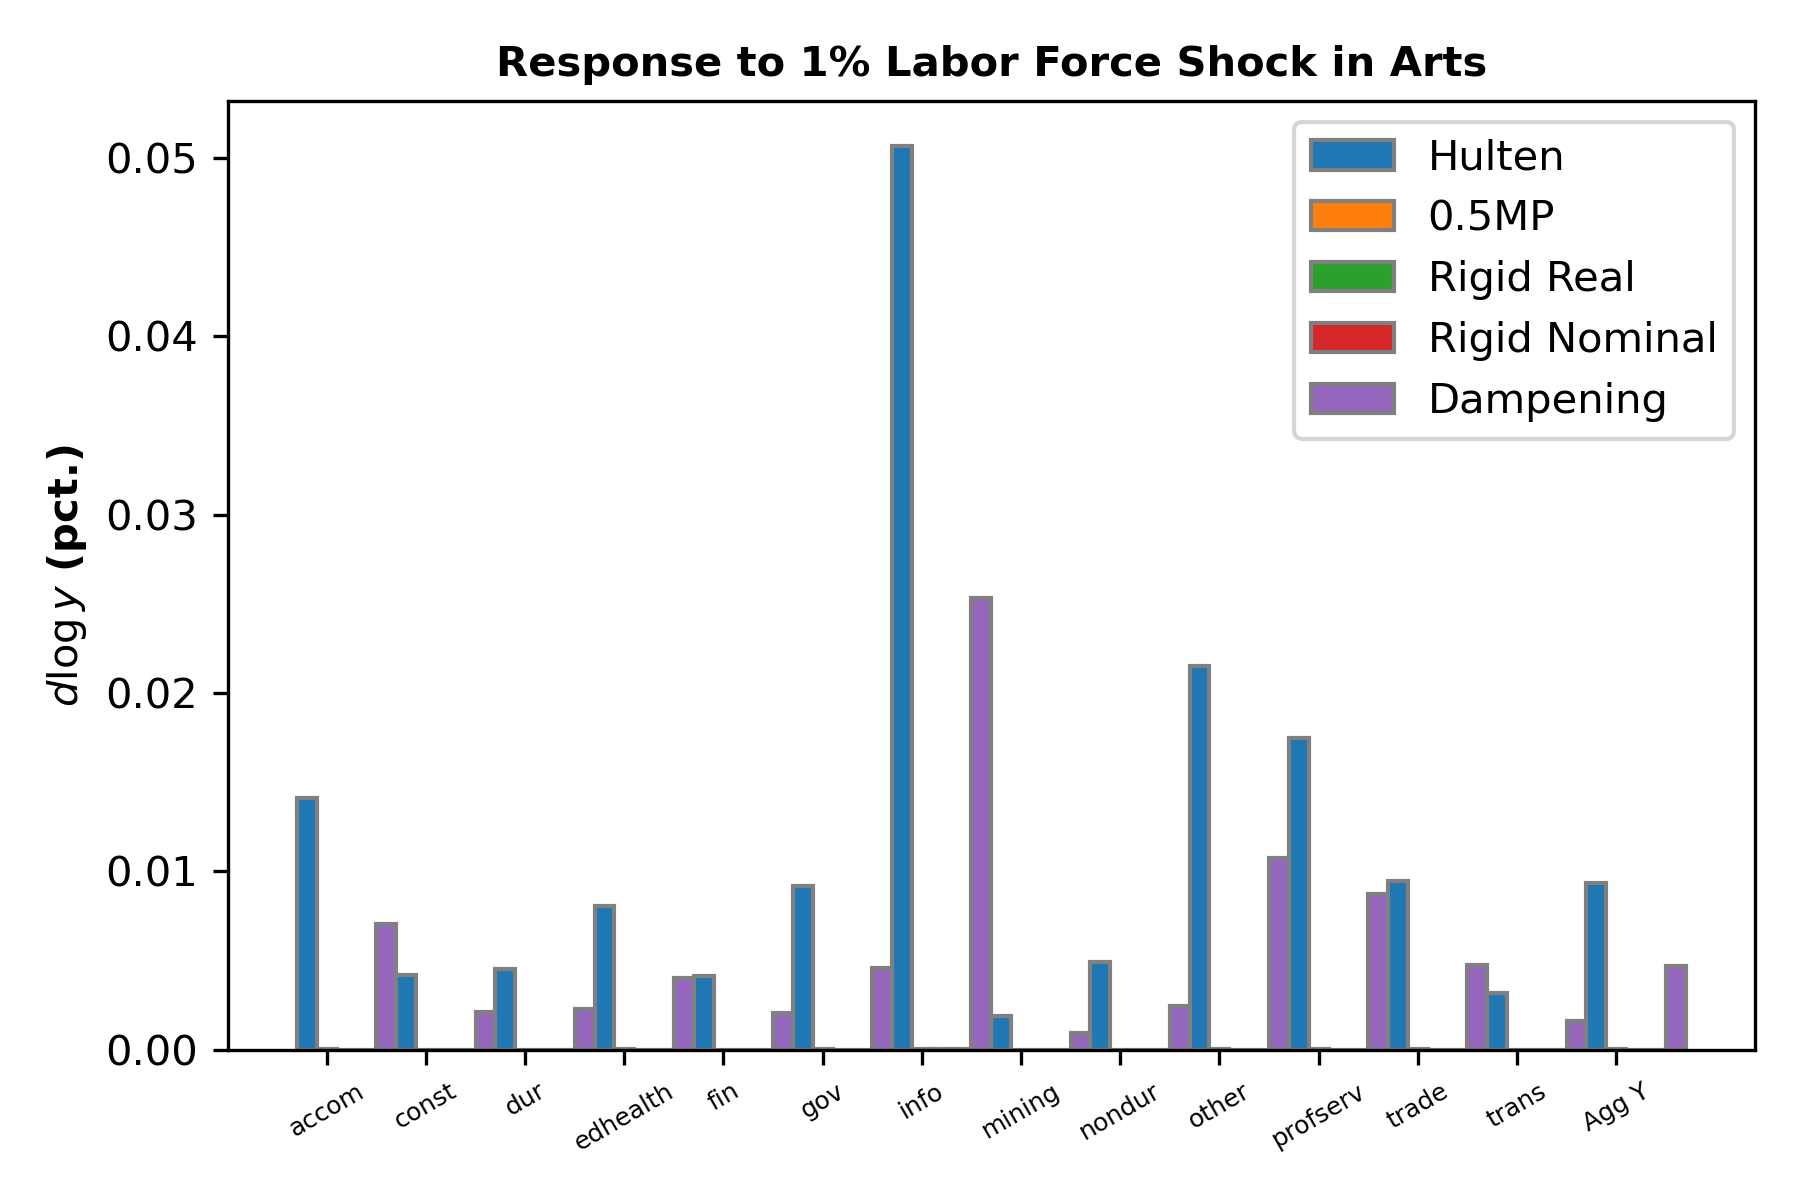 Response to 1% Labor Force Shock in Arts
0.05
0.04
0.03
0.02
0.01
0.00
dlog y (pct.)
Hulten
0.5MP
Rigid Real
Rigid Nominal
Dampening
accom
const
dur
edhealth
fin
gov
info
mining
nondur
other
profserv
trade
trans
Agg Y